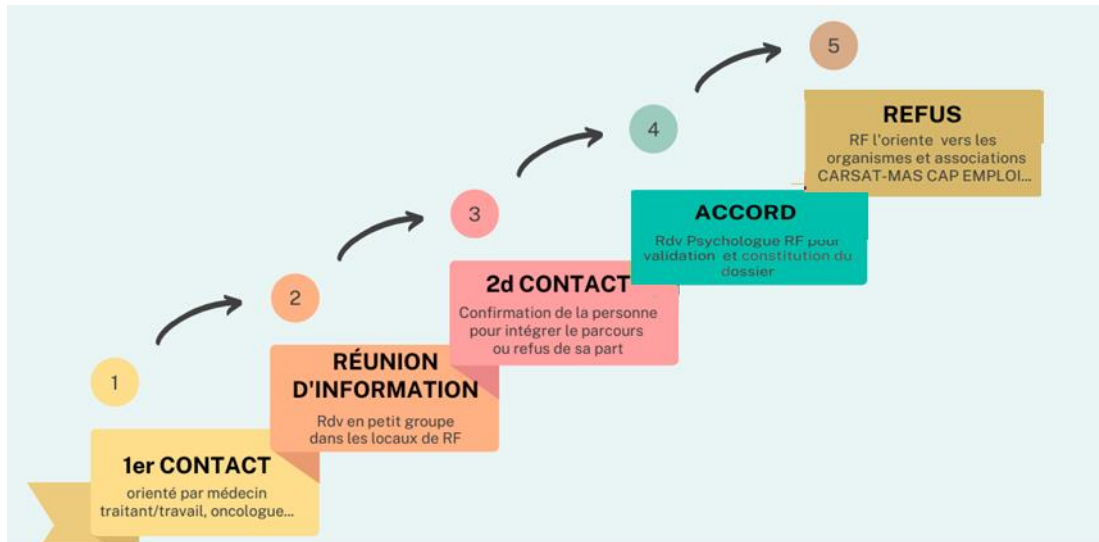 1
1er CONTACT
orienté par médecin
traitant/travail, oncologue...
2
RÉUNION
D'INFORMATION
Rdv en petit groupe
dans les locaux de RF
3
2d CONTACT
Confirmation de la personne
pour intégrer le parcours
ou refus de sa part
4
ACCORD
Rdv Psychologue RF pour
validation et constitution du
dossier
5
REFUS
RF l'oriente vers les
organismes et associations
CARSAT-MAS CAP EMPLOI...